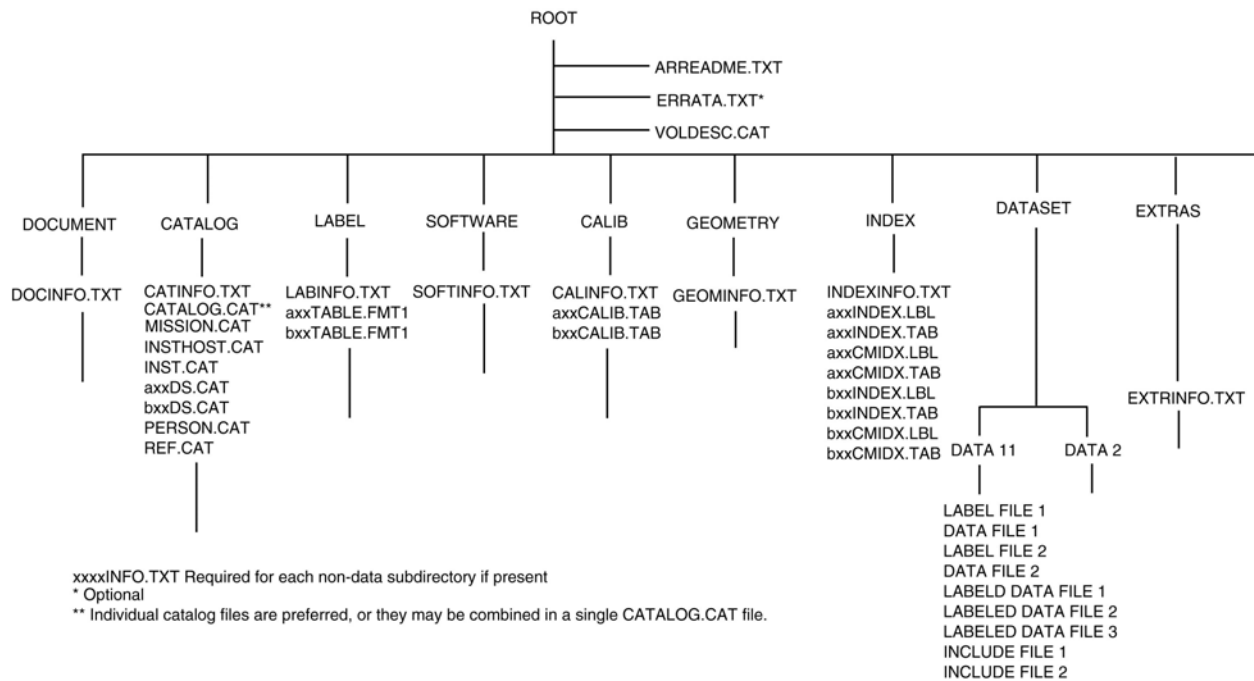 ROOT
ARREADME.TXT
ERRATA.TXT*
VOLDESC.CAT
DOCUMENT
DOCINFO.TXT
CATALOG
CATINFO.TXT
CATALOG.CAT**
MISSION.CAT
INSTHOST.CAT
INST.CAT
axxDS.CAT
bxxDS.CAT
PERSON.CAT
REF.CAT
LABEL
LABINFO.TXT
axxTABLE.FMT1
bxxTABLE.FMT1
SOFTWARE
SOFTINFO.TXT
CALIB
CALINFO.TXT
axxCALIB.TAB
bxxCALIB.TAB
GEOMETRY
GEOMINFO.TXT
INDEX
INDEXINFO.TXT
axxINDEX.LBL
axxINDEX.TAB
axxCMIDX.LBL
axxCMIDX.TAB
bxxINDEX.LBL
bxxINDEX.TAB
bxxCMIDX.LBL
bxxCMIDX.TAB
DATASET
DATA 11
LABEL FILE 1
DATA FILE 1
LABEL FILE 2
DATA FILE 2
LABELD DATA FILE 1
LABELED DATA FILE 2
LABELED DATA FILE 3
INCLUDE FILE 1
INCLUDE FILE 2
DATA 2
EXTRAS
EXTRINFO.TXT
xxxxINFO.TXT Required for each non-data subdirectory if present
* Optional
** Individual catalog files are preferred, or they may be combined in a single CATALOG.CAT file.